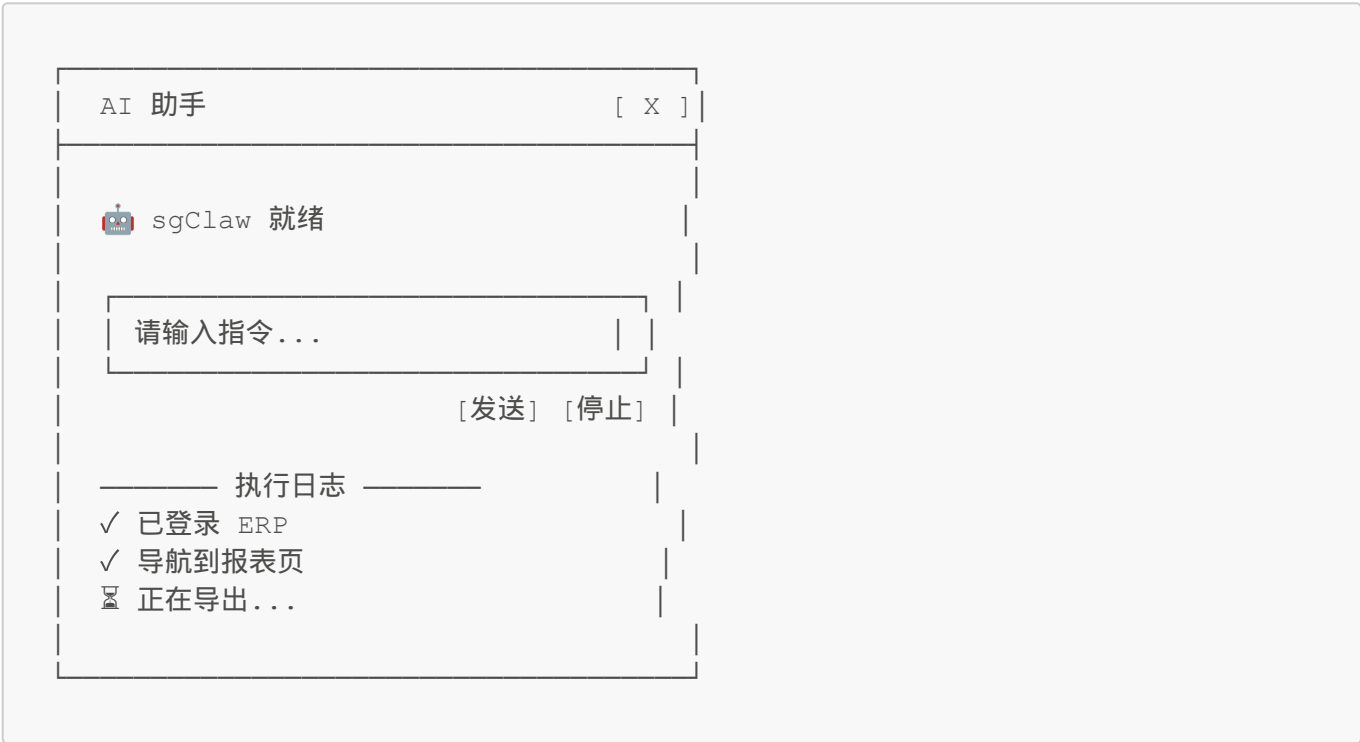 AI 助手 [ X ]
🤖 sgClaw 就绪
请输入指令...
[发送] [停止]
─────── 执行日志 ───────
✓ 已登录 ERP
✓ 导航到报表页
⏳ 正在导出...